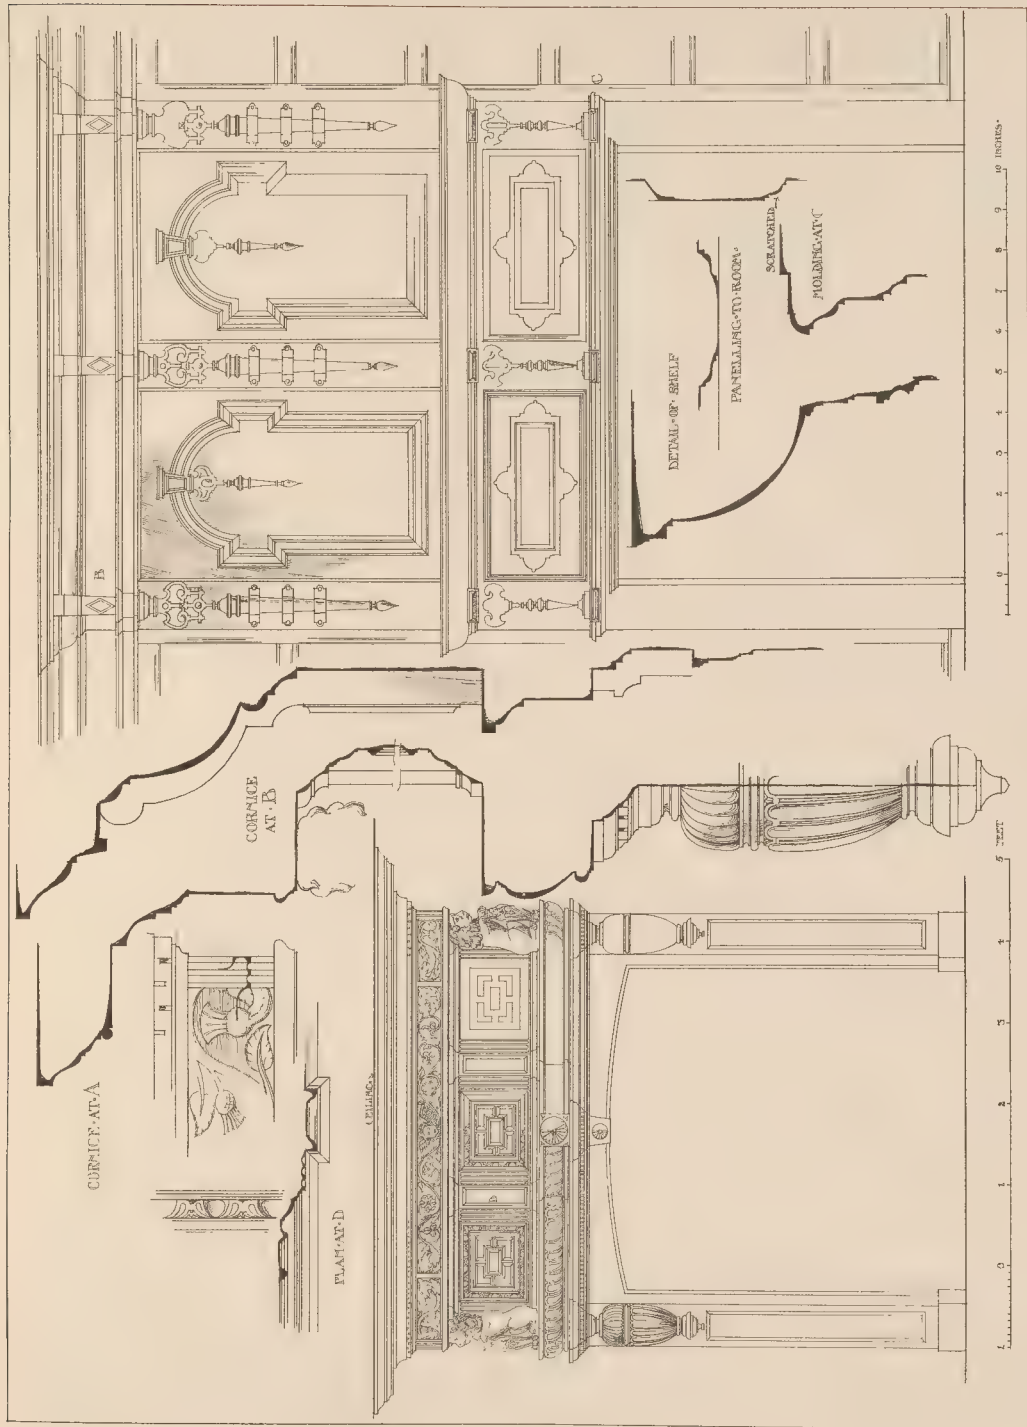 CORNICE·AT·A
PLAN·AT·D
CEILING
D
CORNICE
AT·B
1 0 1 2 3 4 5 FEET
B
C
DETAIL·OF·SHELF
PANELLING·TO·ROOM·
SCRATCHED
MOLDING·AT·C
0 1 2 3 4 5 6 7 8 9 10 INCHES·